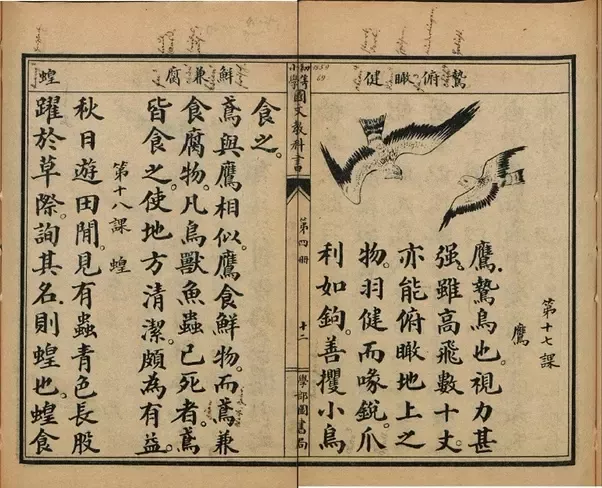 鷙俯瞰健
第十七課
鷹
鷹鷙鳥也。視力甚
强。雖高飛數十丈
亦能俯瞰地上之
物。羽健而喙銳。爪
利如鉤。善攫小鳥
初等小學國文教科書
第四册
十二
學部圖書局
鮮兼腐
蝗
食之。
鳶與鷹相似。鷹食鮮物。而鳶兼
食腐物。凡鳥獸魚蟲已死者。鳶
皆食之。使地方清潔。頗為有益。
第十八課 蝗
秋日遊田閒。見有蟲青色長股
躍於草際。詢其名。則蝗也。蝗食